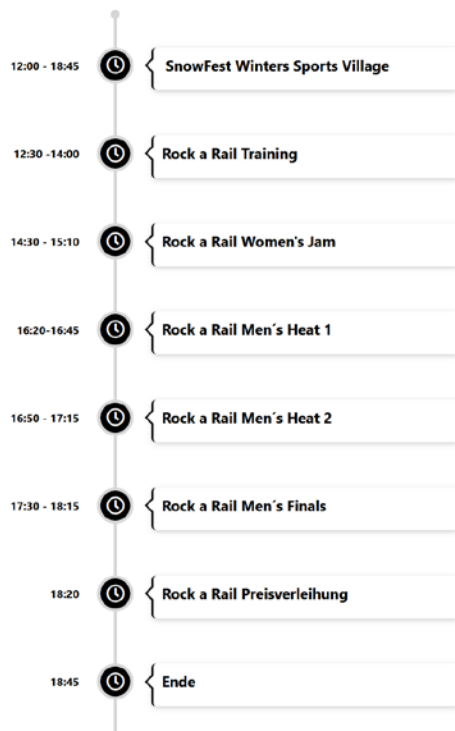 12:00 - 18:45 SnowFest Winters Sports Village
12:30 -14:00 Rock a Rail Training
14:30 - 15:10 Rock a Rail Women's Jam
16:20-16:45 Rock a Rail Men´s Heat 1
16:50 - 17:15 Rock a Rail Men´s Heat 2
17:30 - 18:15 Rock a Rail Men´s Finals
18:20 Rock a Rail Preisverleihung
18:45 Ende